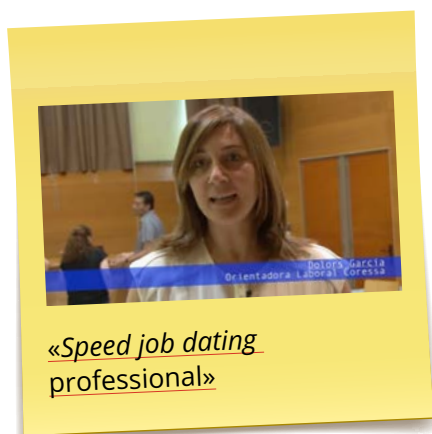 Dolors Garcia
Orientadora Laboral Coressa
«Speed job dating
professional»